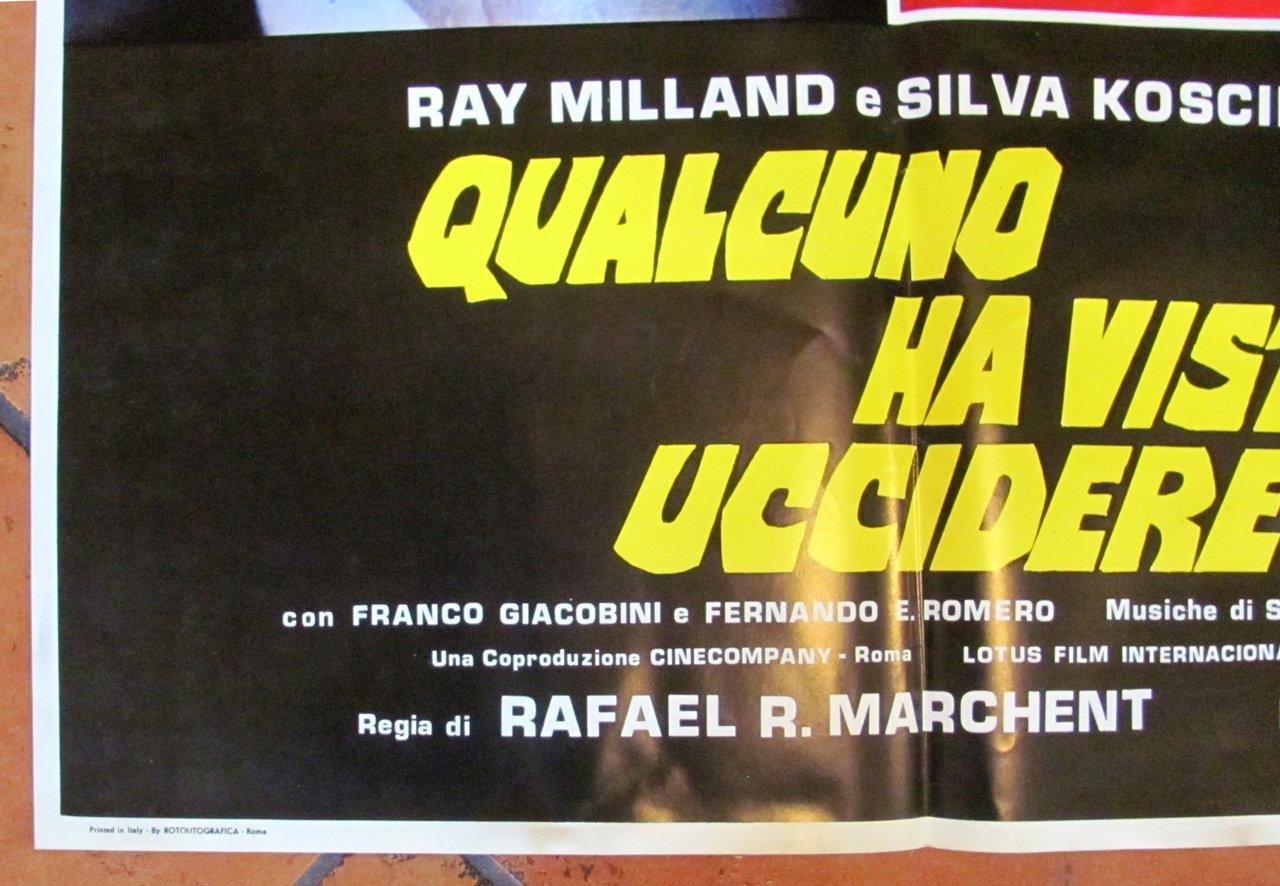 RAY MILLAND e SILVA KOSCI
QUALCUNO
HA VIST
UCCIDERE
con FRANCO GIACOBINI e FERNANDO E. ROMERO Musiche di S
Una Coproduzione CINECOMPANY - Roma LOTUS FILM INTERNACIONA
Regia di RAFAEL R. MARCHENT
Printed in Italy - By ROTOLITOGRAFICA - Rome